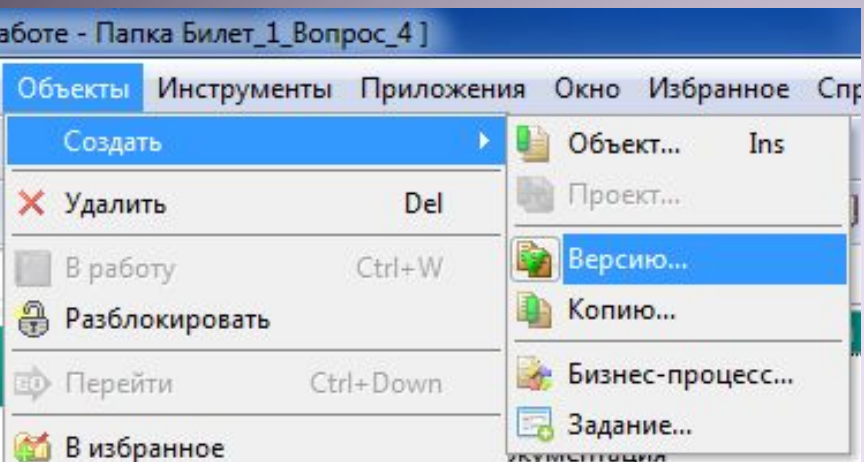 аботе - Папка Билет_1_Вопрос_4 ]
Объекты Инструменты Приложения Окно Избранное Спр
Создать
Удалить Del
В работу Ctrl+W
Разблокировать
Перейти Ctrl+Down
В избранное
Объект... Ins
Проект...
Версию...
Копию...
Бизнес-процесс...
Задание...